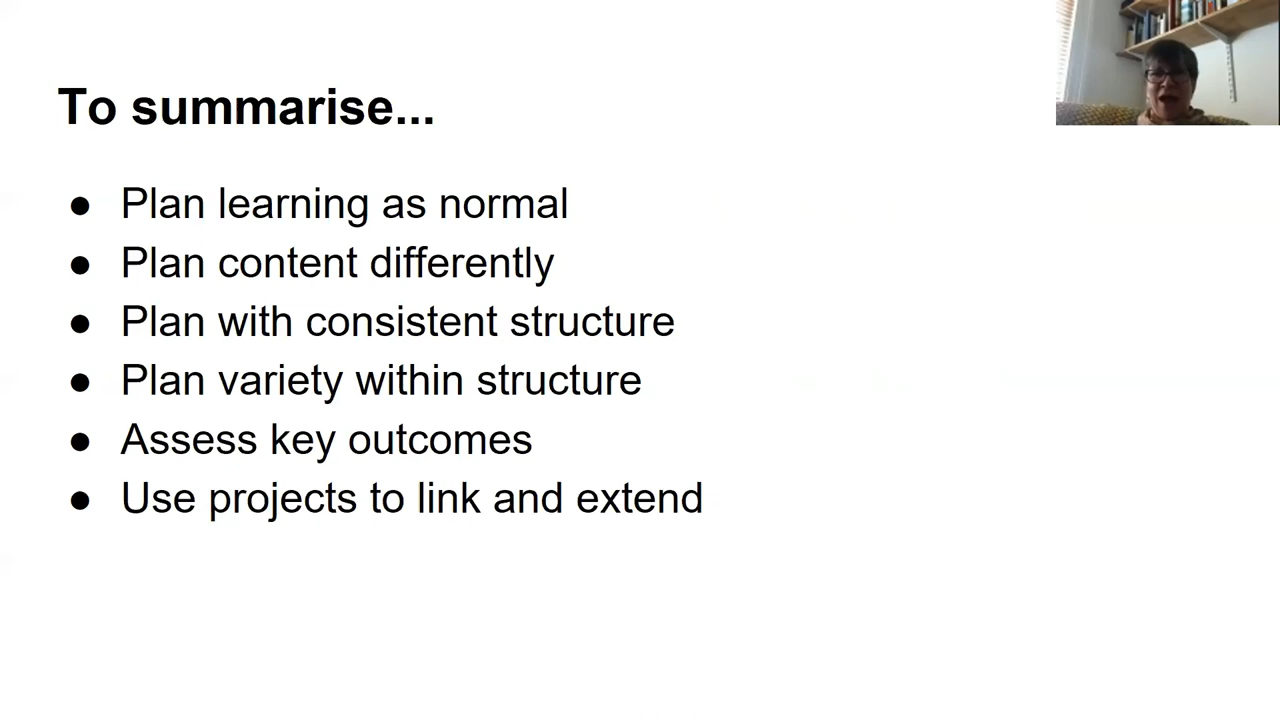 To summarise...
● Plan learning as normal
● Plan content differently
● Plan with consistent structure
● Plan variety within structure
● Assess key outcomes
● Use projects to link and extend